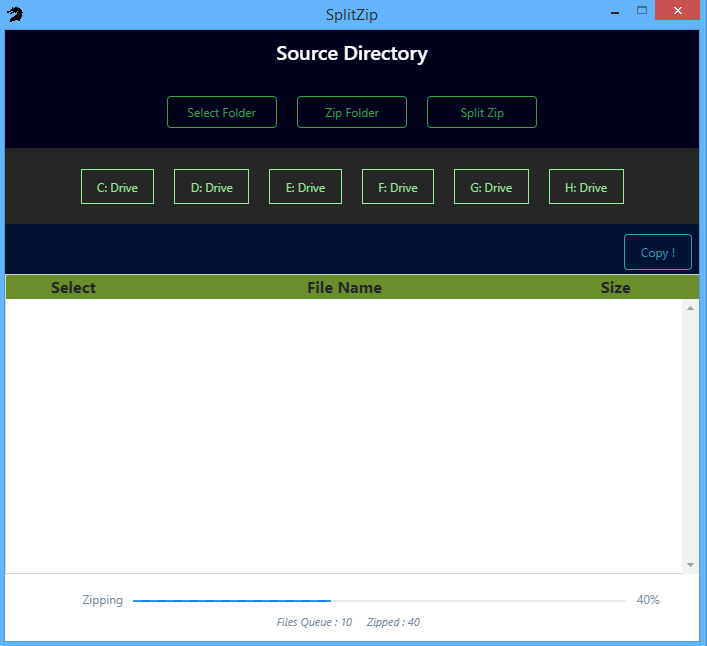 SplitZip
Source Directory
Select Folder Zip Folder Split Zip
C: Drive D: Drive E: Drive F: Drive G: Drive H: Drive
Copy !
Select File Name Size
Zipping 40%
Files Queue : 10 Zipped : 40